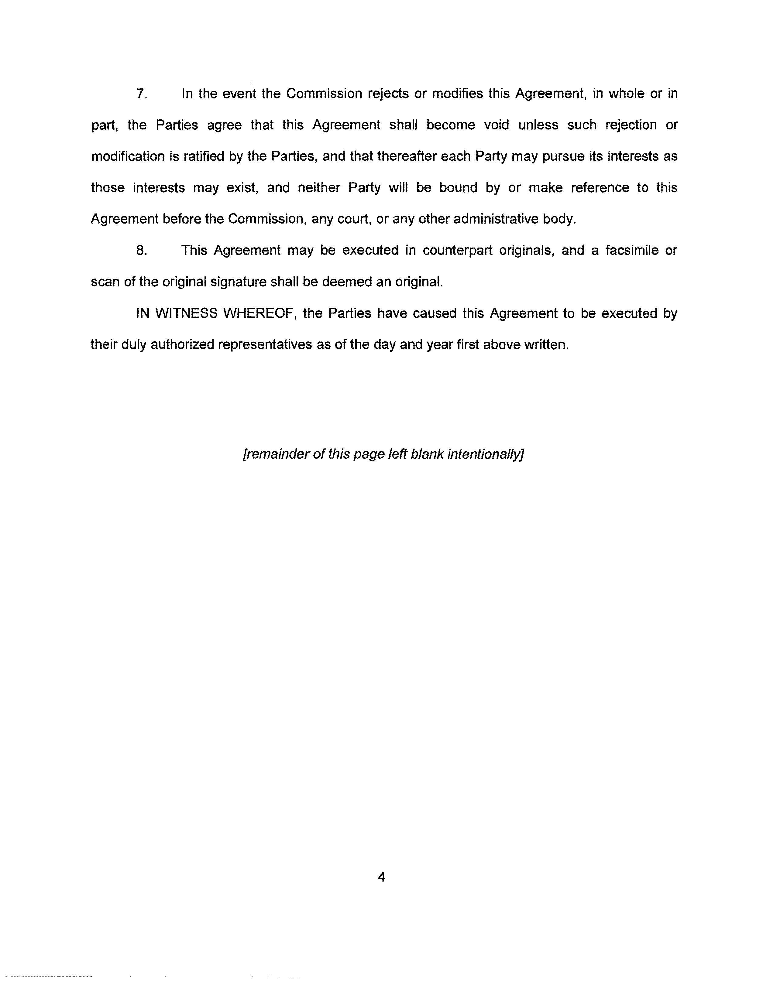 7. In the event the Commission rejects or modifies this Agreement, in whole or in
part, the Parties agree that this Agreement shall become void unless such rejection or
modification is ratified by the Parties, and that thereafter each Party may pursue its interests as
those interests may exist, and neither Party will be bound by or make reference to this
Agreement before the Commission, any court, or any other administrative body.
8. This Agreement may be executed in counterpart originals, and a facsimile or
scan of the original signature shall be deemed an original.
IN WITNESS WHEREOF, the Parties have caused this Agreement to be executed by
their duly authorized representatives as of the day and year first above written.
[remainder of this page left blank intentionally]
4